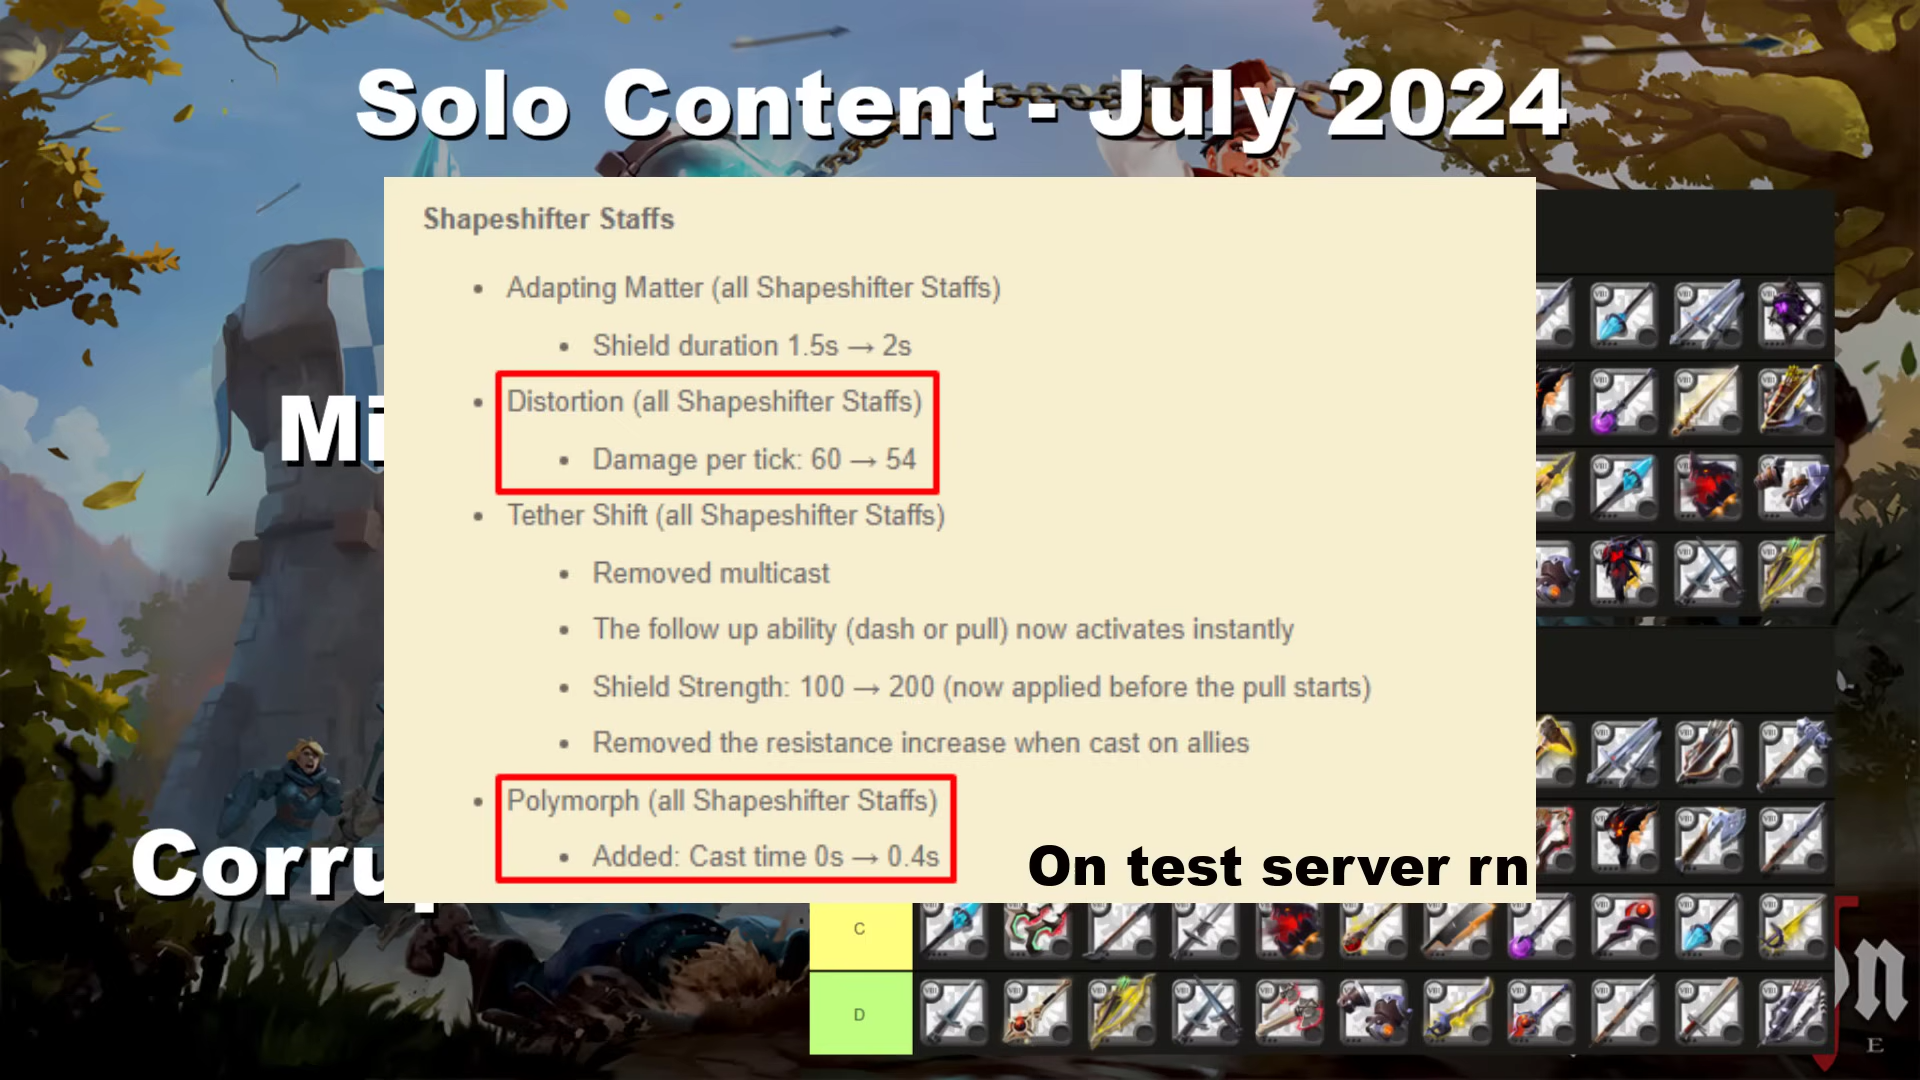 Solo Content - July 2024
Shapeshifter Staffs
• Adapting Matter (all Shapeshifter Staffs)
• Shield duration 1.5s → 2s
• Distortion (all Shapeshifter Staffs)
• Damage per tick: 60 → 54
• Tether Shift (all Shapeshifter Staffs)
• Removed multicast
• The follow up ability (dash or pull) now activates instantly
• Shield Strength: 100 → 200 (now applied before the pull starts)
• Removed the resistance increase when cast on allies
• Polymorph (all Shapeshifter Staffs)
• Added: Cast time 0s → 0.4s
On test server rn
Mi
Corrup
C
D
on
E